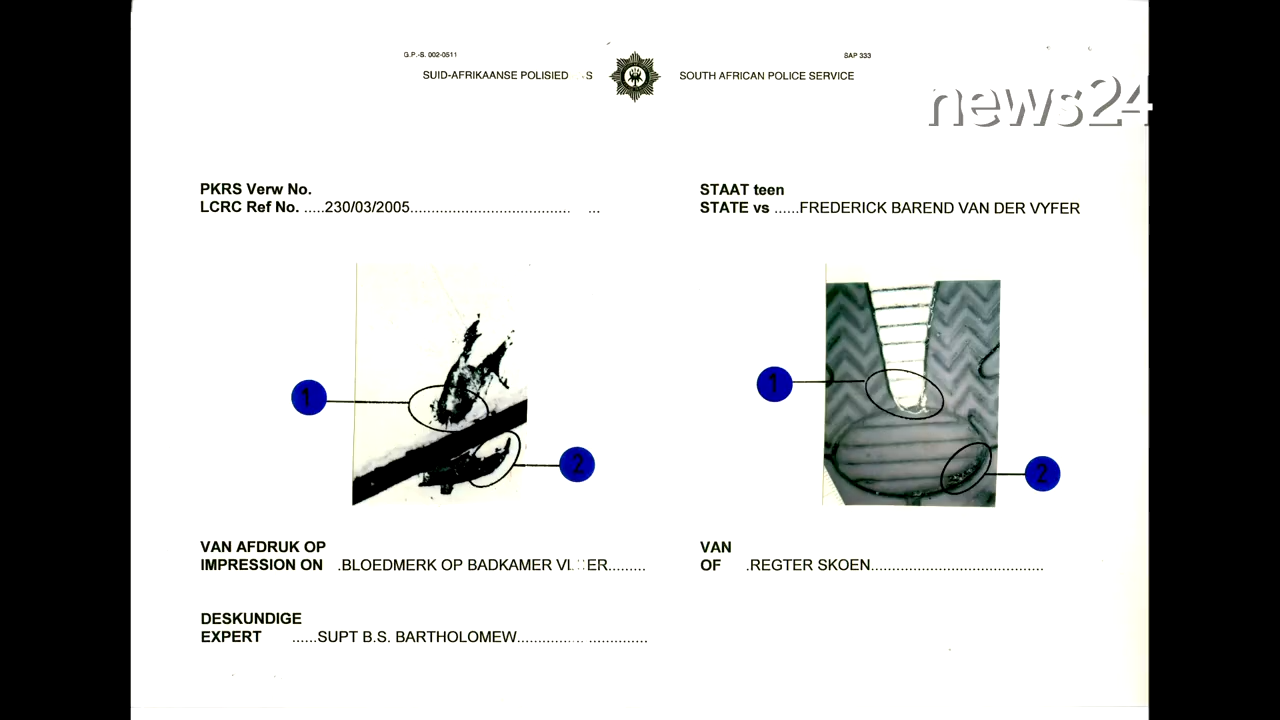 G.P.-S. 002-0511
SAP 333
SUID-AFRIKAANSE POLISIED S
SOUTH AFRICAN POLICE SERVICE
news24
PKRS Verw No.
LCRC Ref No. .....230/03/2005.................................... ...
STAAT teen
STATE vs ......FREDERICK BAREND VAN DER VYFER
1
2
1
2
VAN AFDRUK OP
IMPRESSION ON .BLOEDMERK OP BADKAMER.........
VAN
OF .REGTER SKOEN.........................................
DESKUNDIGE
EXPERT ......SUPT B.S. BARTHOLOMEW............. ..............